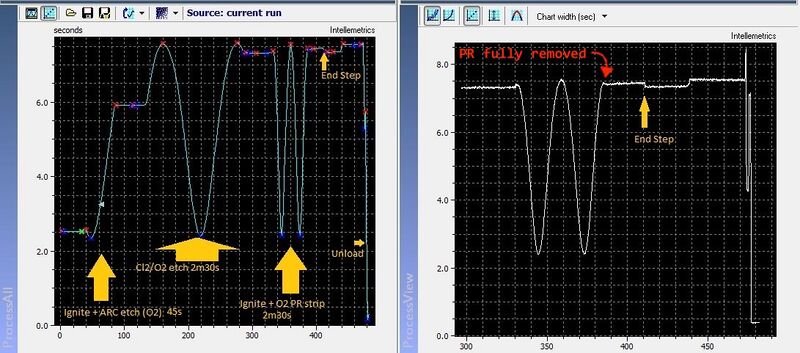 Source: current run
Intellemetrics
seconds
8.0
6.0
4.0
2.0
0.0
0
100
200
300
400
End Step
Unload
Cl2/O2 etch 2m30s
Ignite + ARC etch (O2) 45s
Ignite + O2 PR strip
2m30s
ProcessAll
Chart width (sec)
Intellemetrics
PR fully removed
8.0
6.0
4.0
2.0
0.0
300
350
400
450
End Step
ProcessView